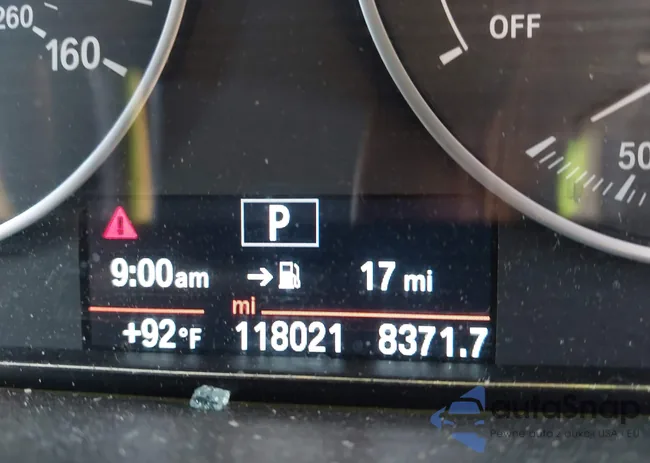 260
160
OFF
50
P
9:00am → 17 mi
mi
+92°F 118021 8371.7
autoSnap